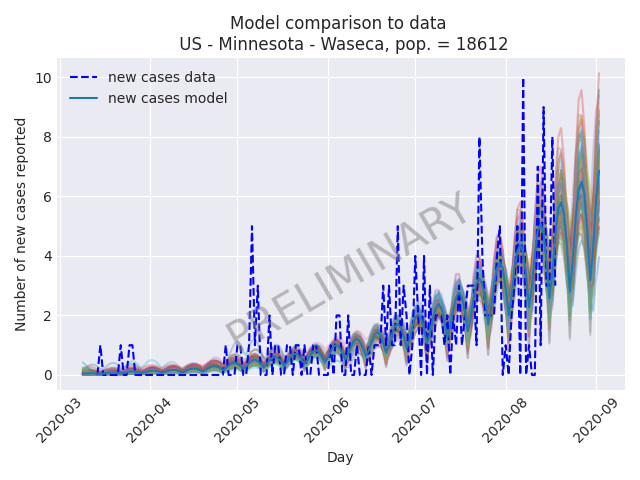 Model comparison to data
US - Minnesota - Waseca, pop. = 18612
new cases data
new cases model
Number of new cases reported
10
8
6
4
2
0
PRELIMINARY
2020-03
2020-04
2020-05
2020-06
2020-07
2020-08
2020-09
Day